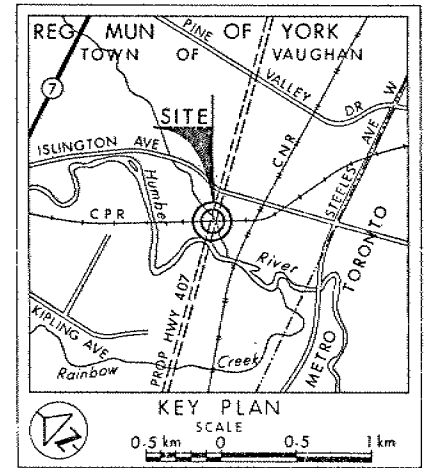 REG MUN OF YORK
TOWN OF VAUGHAN
PINE VALLEY DR
7
SITE
ISLINGTON AVE
CNR
STEELES AVE W
Humber River
CPR
METRO TORONTO
PROP HWY 407
KIPLING AVE
Rainbow Creek
N
KEY PLAN
SCALE
0.5 km 0 0.5 1 km